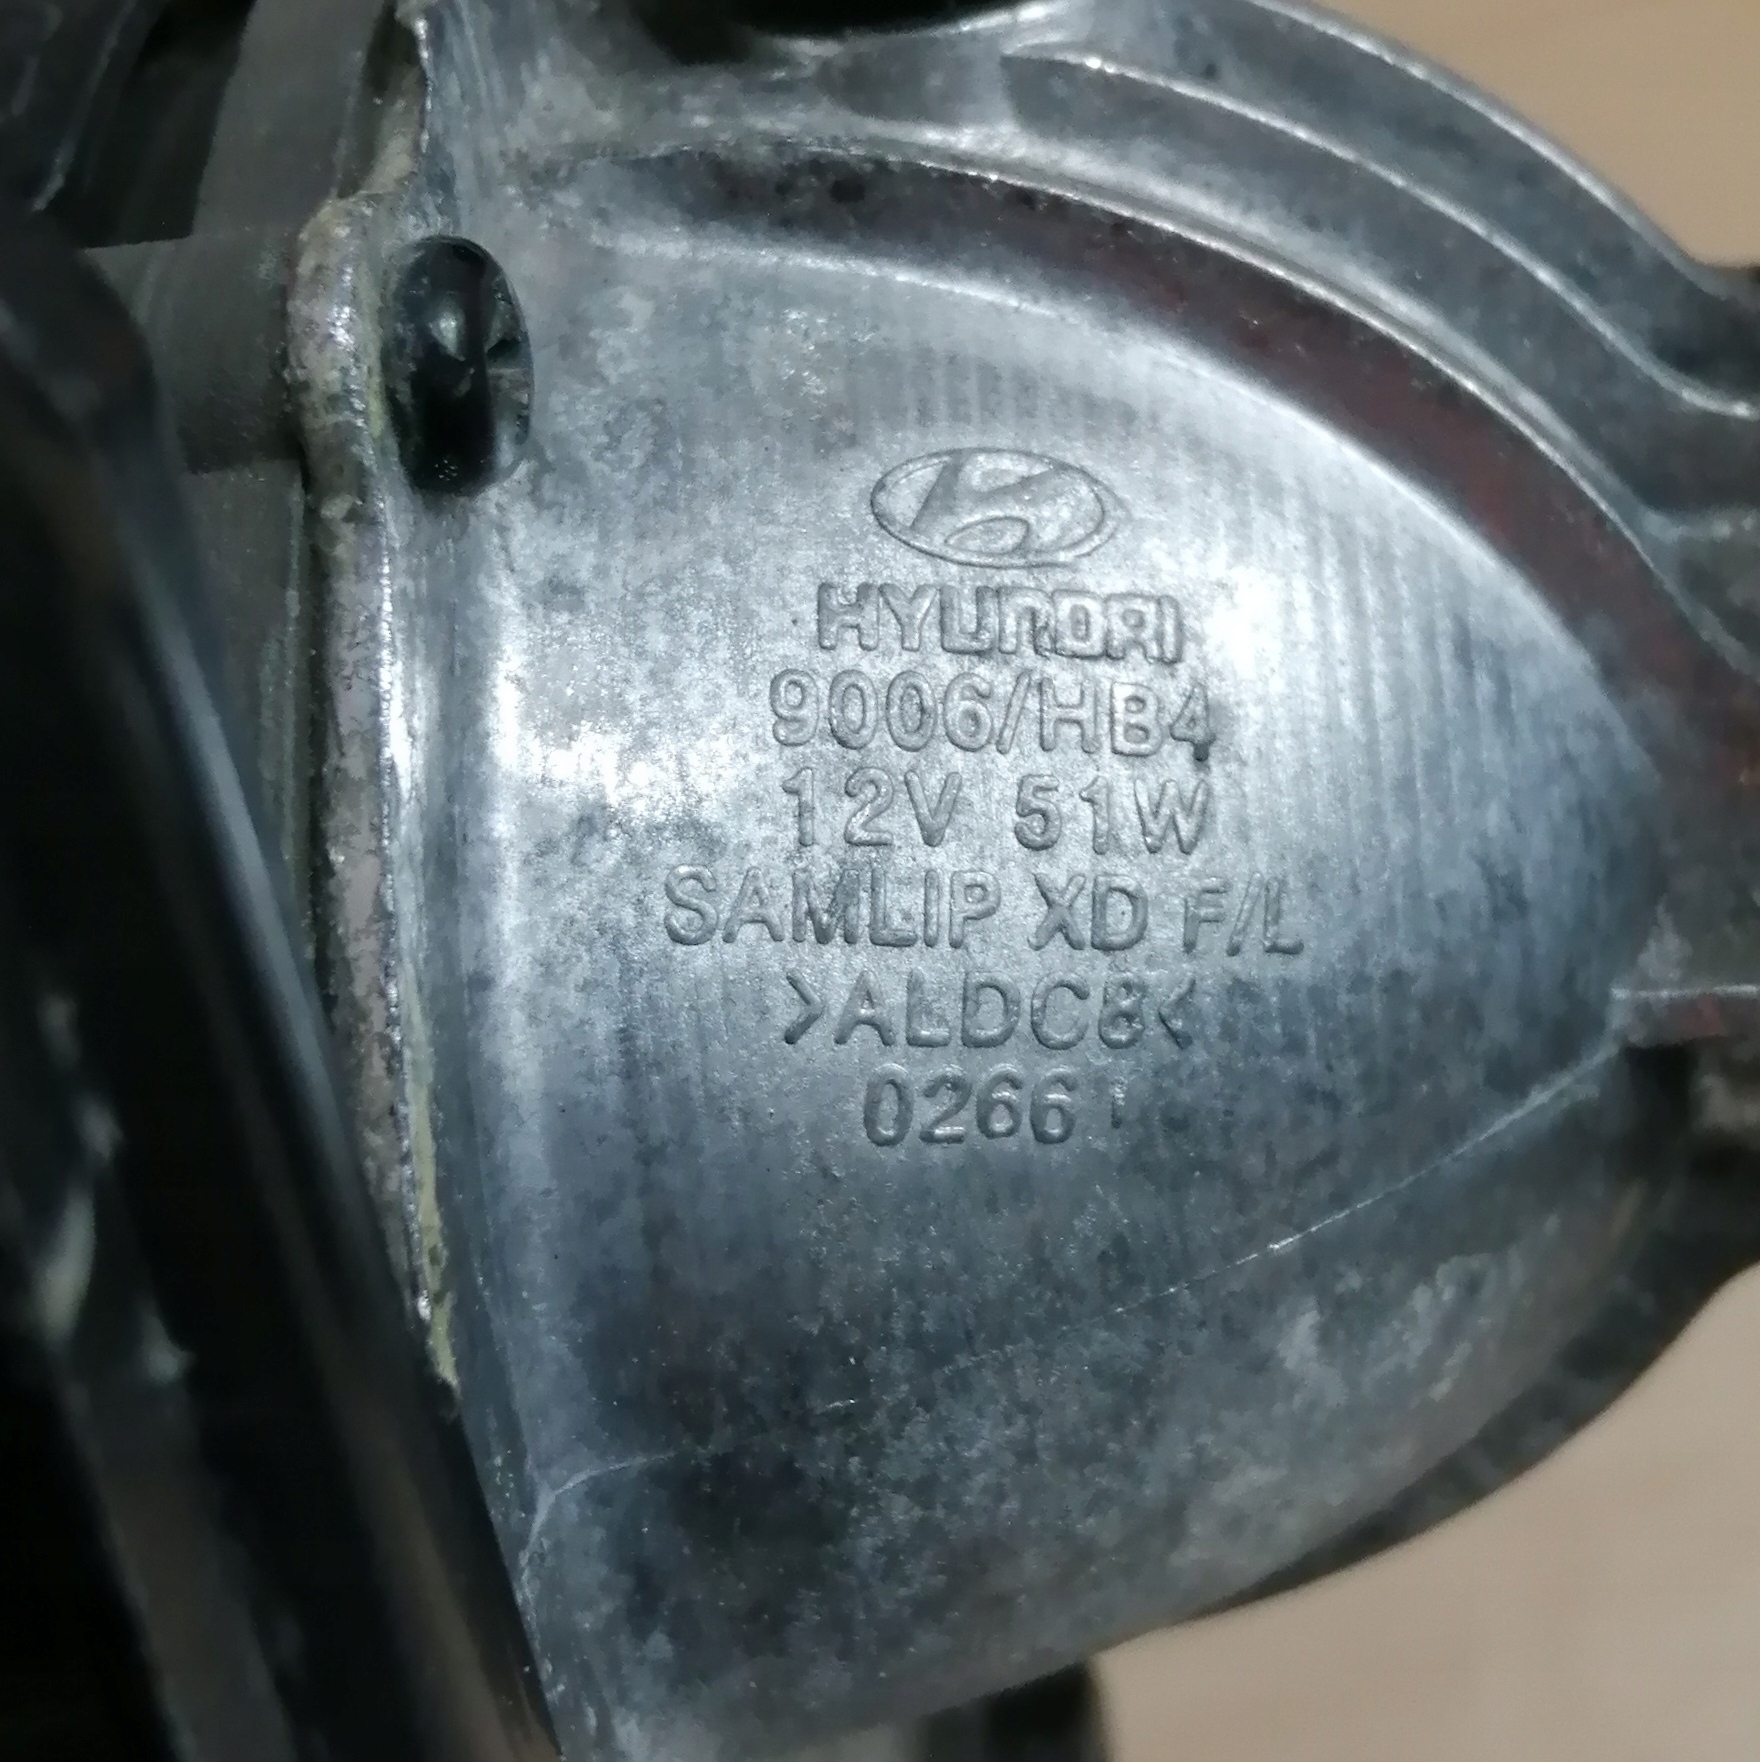 HYUNDAI
9006/HB4
12V 51W
SAMLIP XD F/L
>ALDC8<
0266